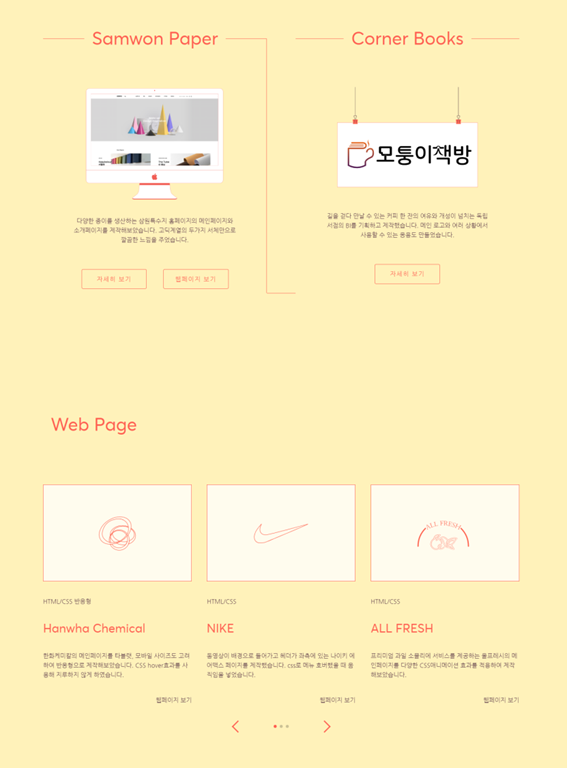 Samwon Paper
다양한 종이를 생산하는 삼원특수지 홈페이지의 메인페이지와
소개페이지를 제작해보았습니다. 고딕계열의 두가지 서체만으로
깔끔한 느낌을 주었습니다.
자세히 보기 웹페이지 보기
Corner Books
모퉁이책방
길을 걷다 만날 수 있는 커피 한 잔의 여유와 개성이 넘치는 독립
서점의 BI를 기획하고 제작했습니다. 메인 로고와 여러 상황에서
사용할 수 있는 응용도 만들었습니다.
자세히 보기
Web Page
HTML/CSS 반응형
Hanwha Chemical
한화케미칼의 메인페이지를 타블렛, 모바일 사이즈도 고려
하여 반응형으로 제작해보았습니다. CSS hover효과를 사
용해 지루하지 않게 하였습니다.
웹페이지 보기
HTML/CSS
NIKE
음영상이 배경으로 들어가고 헤더가 좌측에 있는 나이키 에
어맥스 페이지를 제작했습니다. css로 메뉴 호버했을 때 움
직임을 넣었습니다.
웹페이지 보기
ALL FRESH
HTML/CSS
ALL FRESH
프리미엄 과일 소믈리에 서비스를 제공하는 올프레시의 메
인페이지를 다양한 CSS애니메이션 효과를 적용하여 제작
해보았습니다.
웹페이지 보기